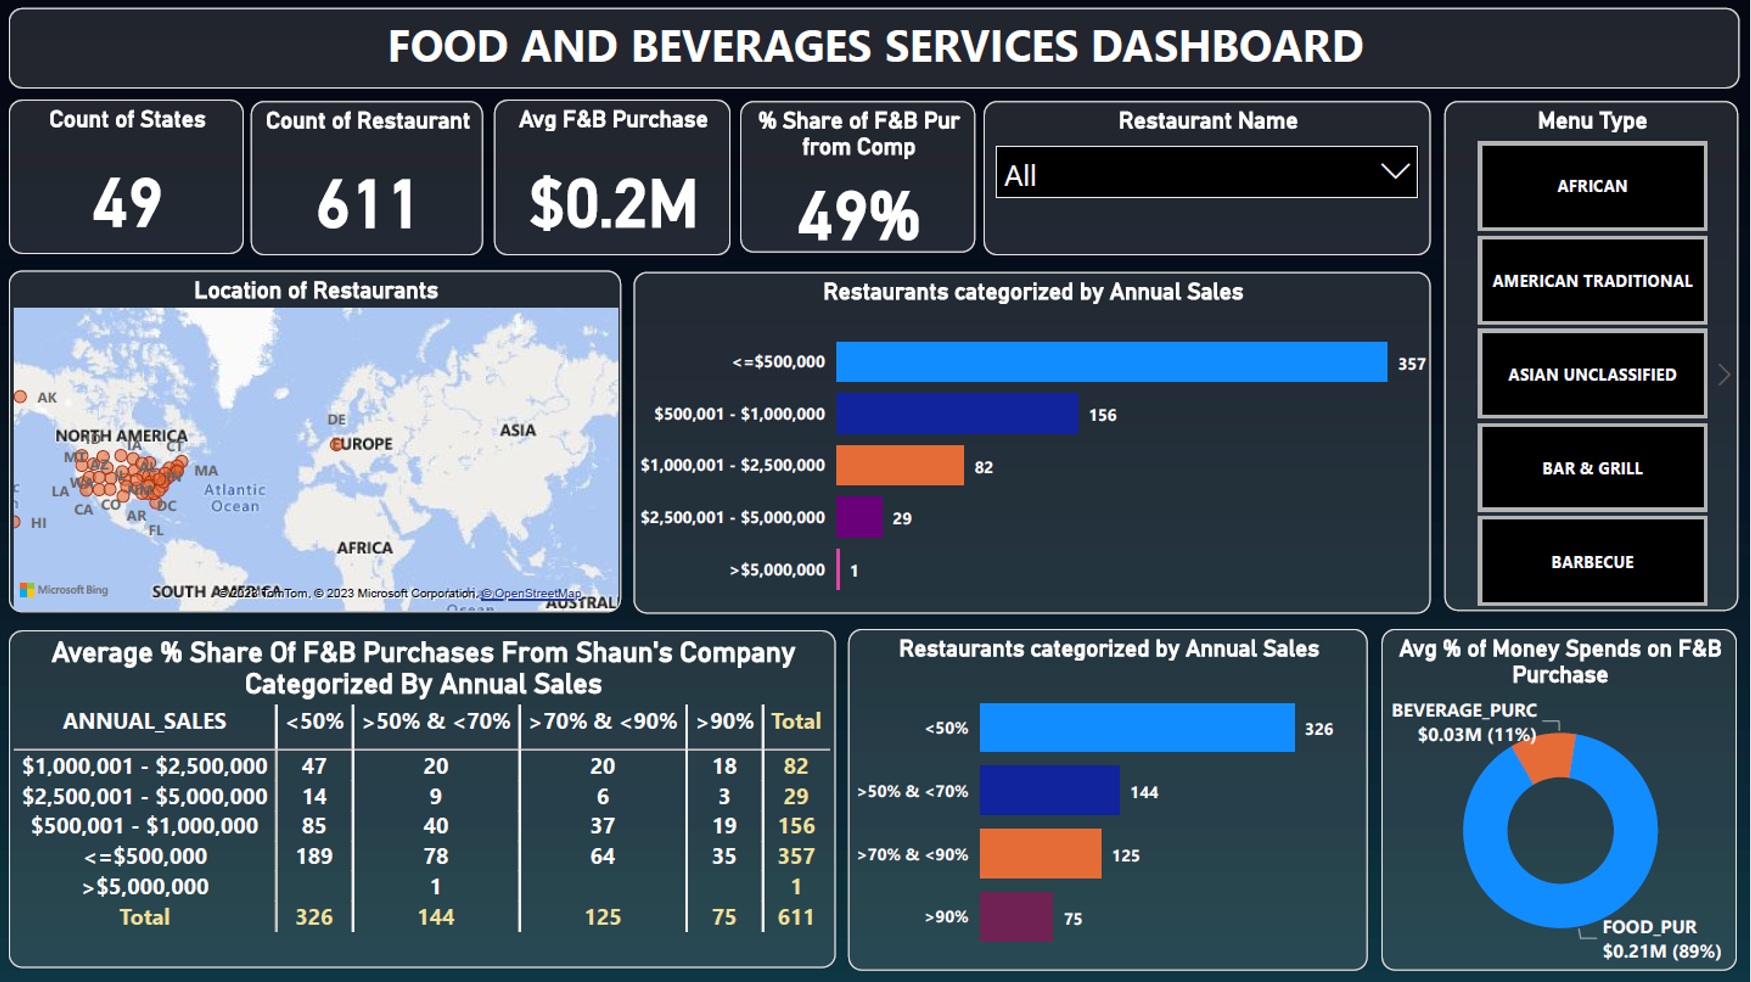 FOOD AND BEVERAGES SERVICES DASHBOARD
Count of States
49
Count of Restaurant
611
Avg F&B Purchase
$0.2M
% Share of F&B Pur
from Comp
49%
Restaurant Name
All
Menu Type
AFRICAN
AMERICAN TRADITIONAL
ASIAN UNCLASSIFIED
BAR & GRILL
BARBECUE
Location of Restaurants
AK
DE
NORTH AMERICA
EUROPE
ASIA
IA
CT
AZ
AL
MA
IN
LA
NM
Atlantic
Ocean
CA
CO
AR
DC
HI
FL
AFRICA
Microsoft Bing
SOUTH AMERICA
© 2023 TomTom, © 2023 Microsoft Corporation, © OpenStreetMap
Ocean
AUSTRAL
Restaurants categorized by Annual Sales
<=$500,000
357
$500,001 - $1,000,000
156
$1,000,001 - $2,500,000
82
$2,500,001 - $5,000,000
29
>$5,000,000
1
Average % Share Of F&B Purchases From Shaun's Company
Categorized By Annual Sales
ANNUAL_SALES <50% >50% & <70% >70% & <90% >90% Total
$1,000,001 - $2,500,000 47 20 20 18 82
$2,500,001 - $5,000,000 14 9 6 3 29
$500,001 - $1,000,000 85 40 37 19 156
<=$500,000 189 78 64 35 357
>$5,000,000 1 1
Total 326 144 125 75 611
Restaurants categorized by Annual Sales
<50%
326
>50% & <70%
144
>70% & <90%
125
>90%
75
Avg % of Money Spends on F&B
Purchase
BEVERAGE_PURC
$0.03M (11%)
FOOD_PUR
$0.21M (89%)